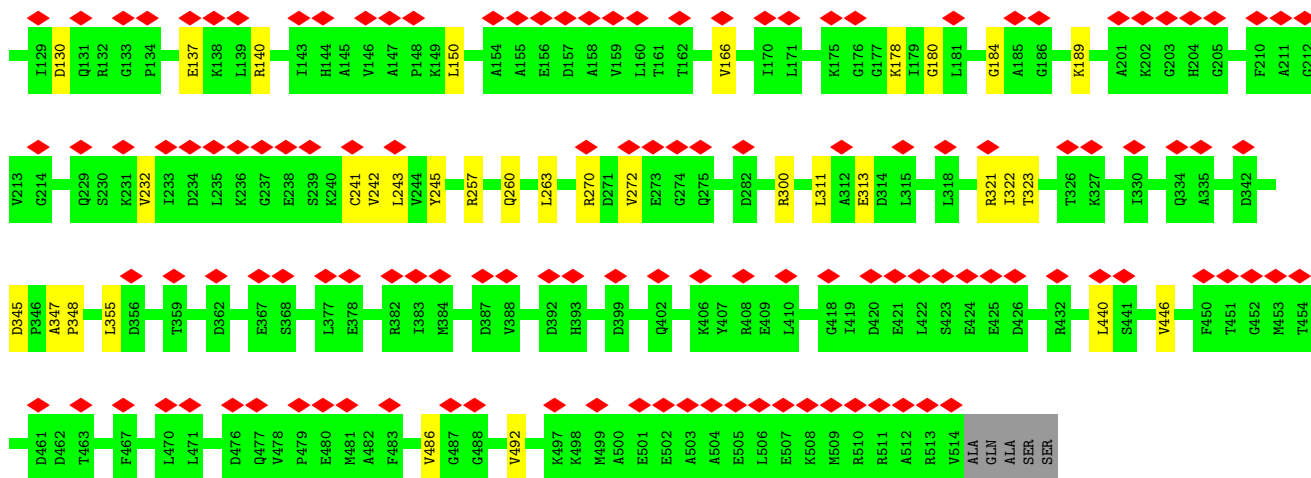 I129 D130 Q131 R132 G133 P134 E137 K138 L139 R140 I143 H144 A145 V146 A147 P148 K149 L150 A154 A155 E156 D157 A158 V159 L160 T161 T162 V166 I170 L171 K175 G176 G177 K178 I179 G180 L181 G184 A185 G186 K189 A201 K202 G203 H204 G205 F210 A211 G212
V213 G214 Q229 S230 K231 V232 I233 D234 L235 K236 G237 E238 S239 K240 C241 V242 L243 V244 Y245 R257 Q260 L263 R270 D271 V272 E273 G274 Q275 D282 R300 L311 A312 E313 D314 L315 L318 R321 I322 T323 T326 K327 I330 Q334 A335 D342
D345 P346 A347 P348 L355 D356 T359 D362 E367 S368 L377 E378 R382 I383 M384 D387 V388 D392 H393 D399 Q402 K406 Y407 R408 E409 L410 G418 I419 D420 E421 L422 S423 E424 E425 D426 R432 L440 S441 V446 F450 T451 G452 M453 T454
D461 D462 T463 F467 L470 L471 D476 Q477 V478 P479 E480 M481 A482 F483 V486 G487 G488 V492 K497 K498 M499 A500 E501 E502 A503 A504 E505 L506 E507 K508 M509 R510 R511 A512 R513 V514 ALA GLN ALA SER SER